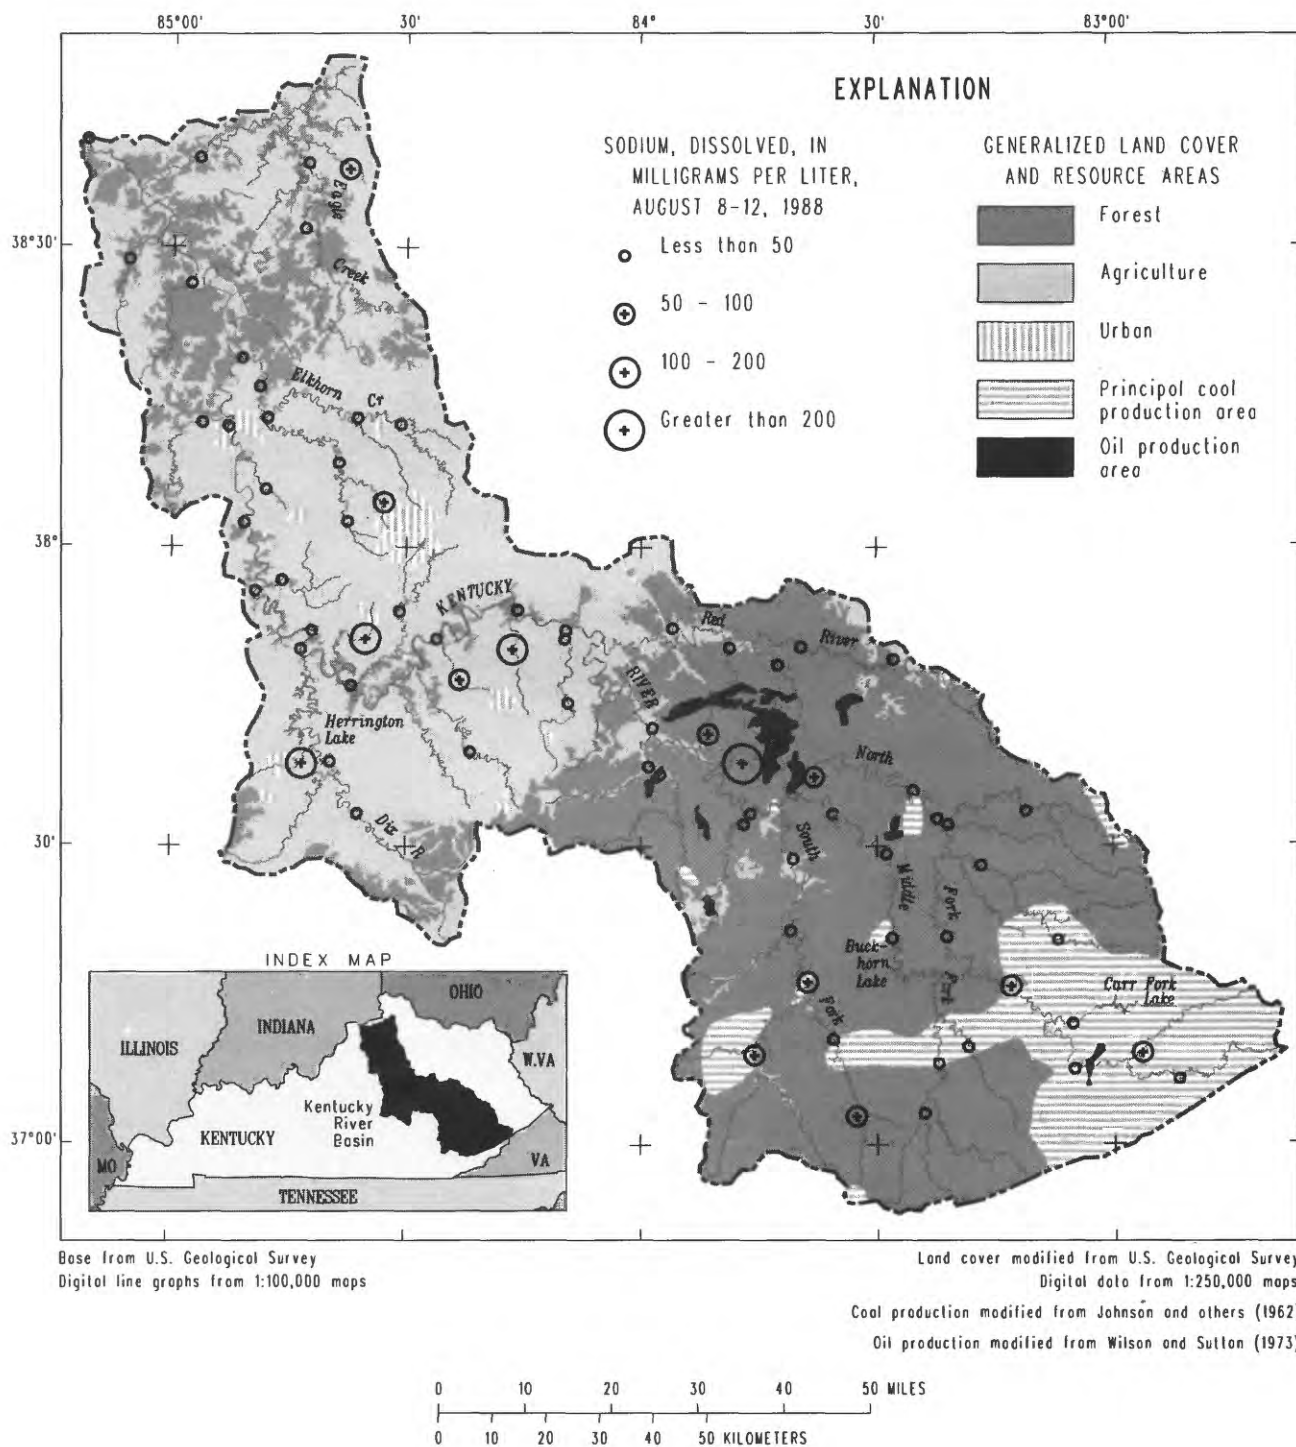 85°00'
30'
84°
30'
83°00'
EXPLANATION
SODIUM, DISSOLVED, IN
MILLIGRAMS PER LITER,
AUGUST 8-12, 1988
Less than 50
50 - 100
100 - 200
Greater than 200
GENERALIZED LAND COVER
AND RESOURCE AREAS
Forest
Agriculture
Urban
Principal coal
production area
Oil production
area
38°30'
38°
30'
37°00'
Eagle
Creek
Elkhorn
Cr
KENTUCKY
RIVER
Red
River
Herrington
Lake
Dix
R
North
South
Middle
Fork
Buck-
horn
Lake
Fork
Fork
Carr Fork
Lake
INDEX MAP
OHIO
INDIANA
ILLINOIS
W.VA
Kentucky
River
Basin
KENTUCKY
MO
VA
TENNESSEE
Base from U.S. Geological Survey
Digital line graphs from 1:100,000 maps
Land cover modified from U.S. Geological Survey
Digital data from 1:250,000 maps
Coal production modified from Johnson and others (1962
Oil production modified from Wilson and Sutton (1973)
0 10 20 30 40 50 MILES
0 10 20 30 40 50 KILOMETERS